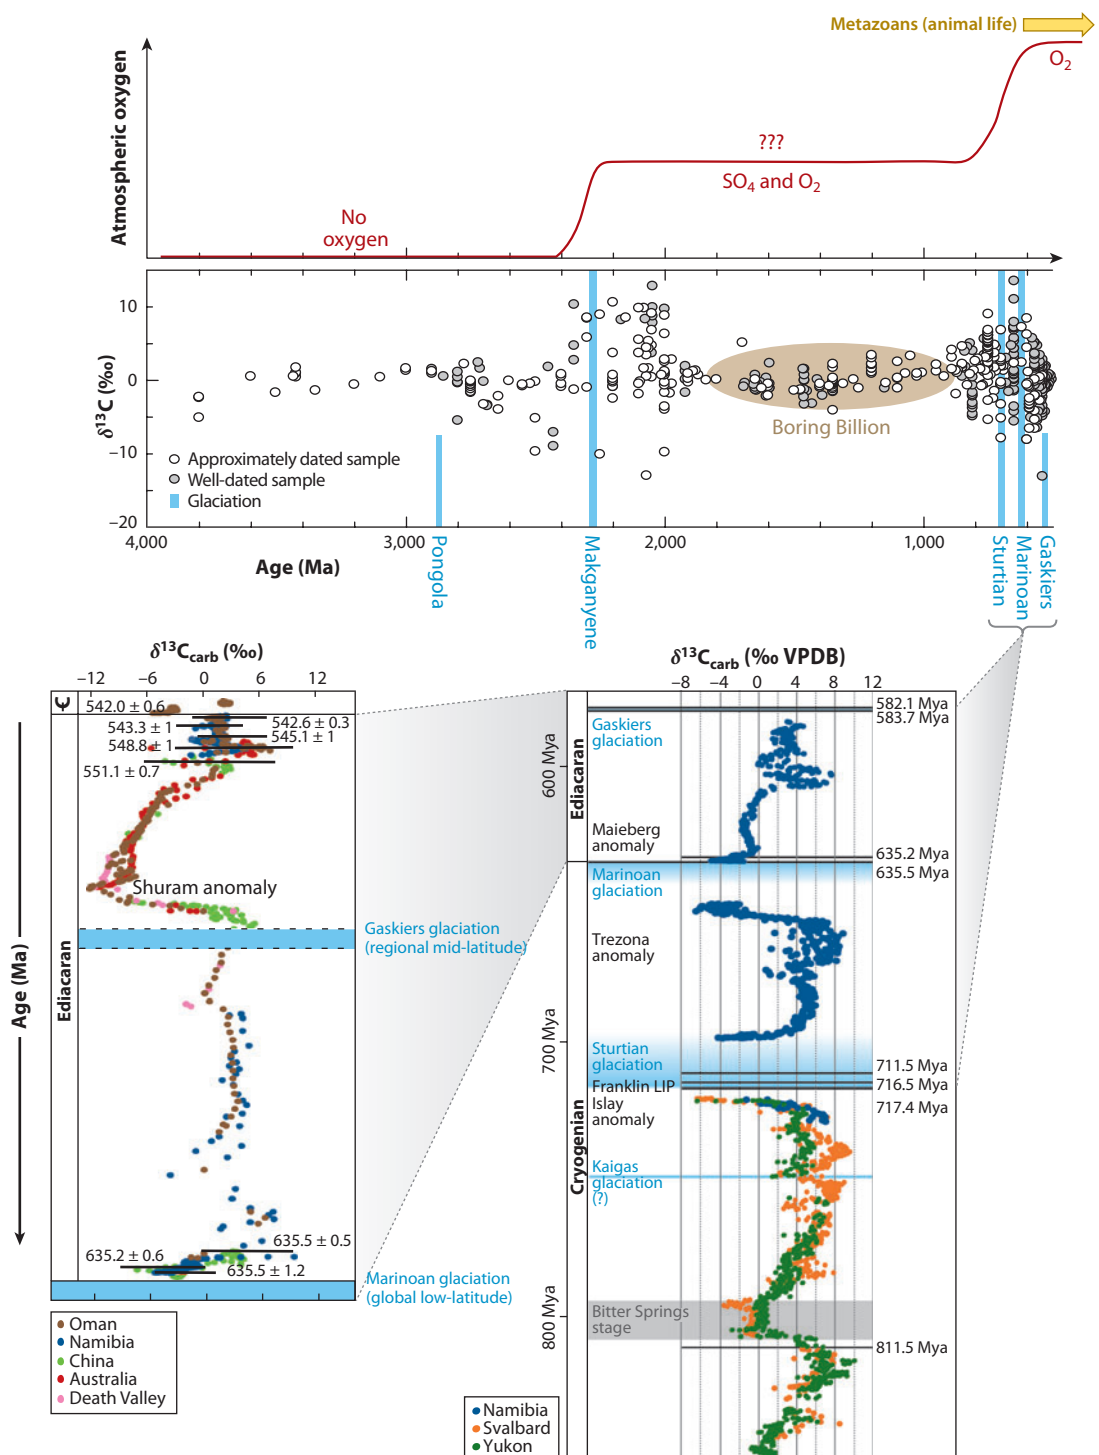 Metazoans (animal life)
O₂
Atmospheric oxygen
???
SO₄ and O₂
No
oxygen
δ¹³C (‰)
10
0
−10
−20
Boring Billion
Approximately dated sample
Well-dated sample
Glaciation
4,000
3,000
2,000
1,000
Age (Ma)
Pongola
Makganyene
Sturtian
Marinoan
Gaskiers
δ¹³Ccarb (‰)
−12 −6 0 6 12
Є
542.0 ± 0.6
542.6 ± 0.3
543.3 ± 1
545.1 ± 1
548.8 ± 1
551.1 ± 0.7
Shuram anomaly
Gaskiers glaciation
(regional mid-latitude)
Age (Ma)
Ediacaran
635.5 ± 0.5
635.2 ± 0.6
635.5 ± 1.2
Marinoan glaciation
(global low-latitude)
Oman
Namibia
China
Australia
Death Valley
δ¹³Ccarb (‰ VPDB)
−8 −4 0 4 8 12
582.1 Mya
583.7 Mya
Gaskiers
glaciation
600 Mya
Ediacaran
Maieberg
anomaly
635.2 Mya
635.5 Mya
Marinoan
glaciation
Trezona
anomaly
700 Mya
Sturtian
glaciation
711.5 Mya
716.5 Mya
Franklin LIP
Islay
anomaly
717.4 Mya
Cryogenian
Kaigas
glaciation
(?)
Bitter Springs
stage
800 Mya
811.5 Mya
Namibia
Svalbard
Yukon